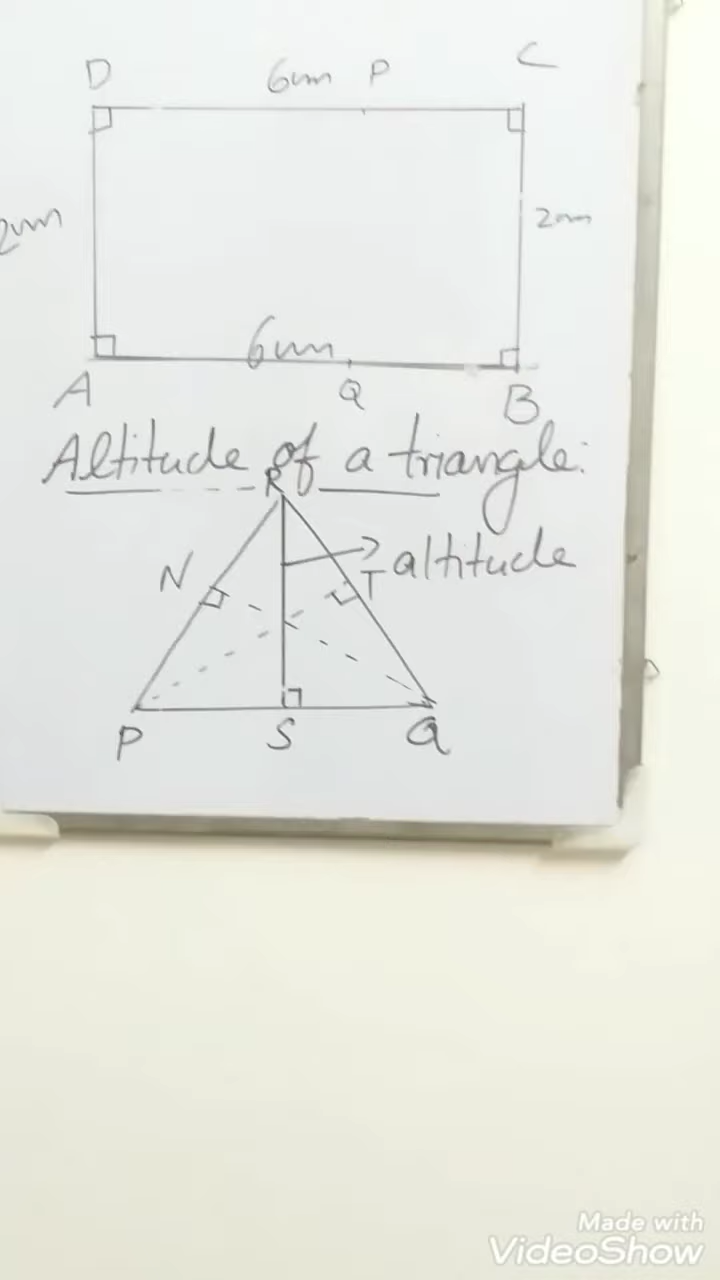 D 6cm P C
2cm 2cm
A 6cm Q B
Altitude of a triangle:
R
N T altitude
P S Q
Made with
VideoShow